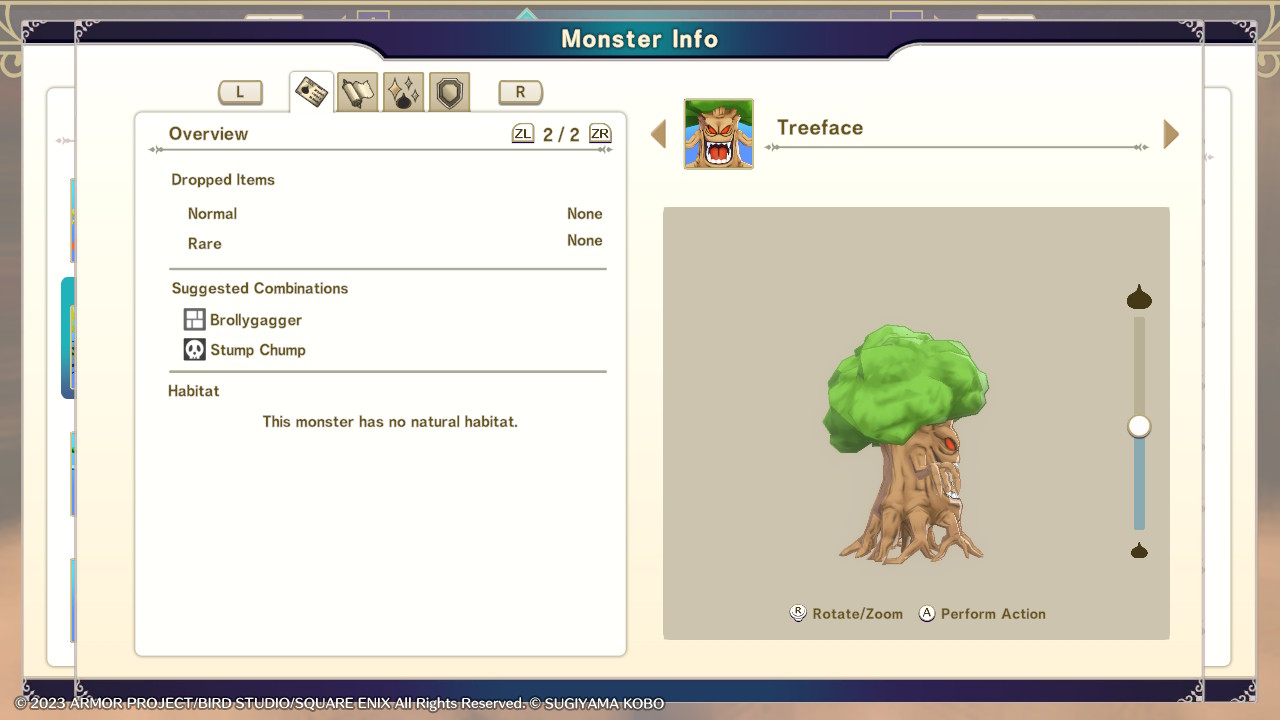 Monster Info
L
R
Overview
ZL 2 / 2 ZR
Treeface
Dropped Items
Normal None
Rare None
Suggested Combinations
Brollygagger
Stump Chump
Habitat
This monster has no natural habitat.
R Rotate/Zoom A Perform Action
© 2023 ARMOR PROJECT/BIRD STUDIO/SQUARE ENIX All Rights Reserved. © SUGIYAMA KOBO